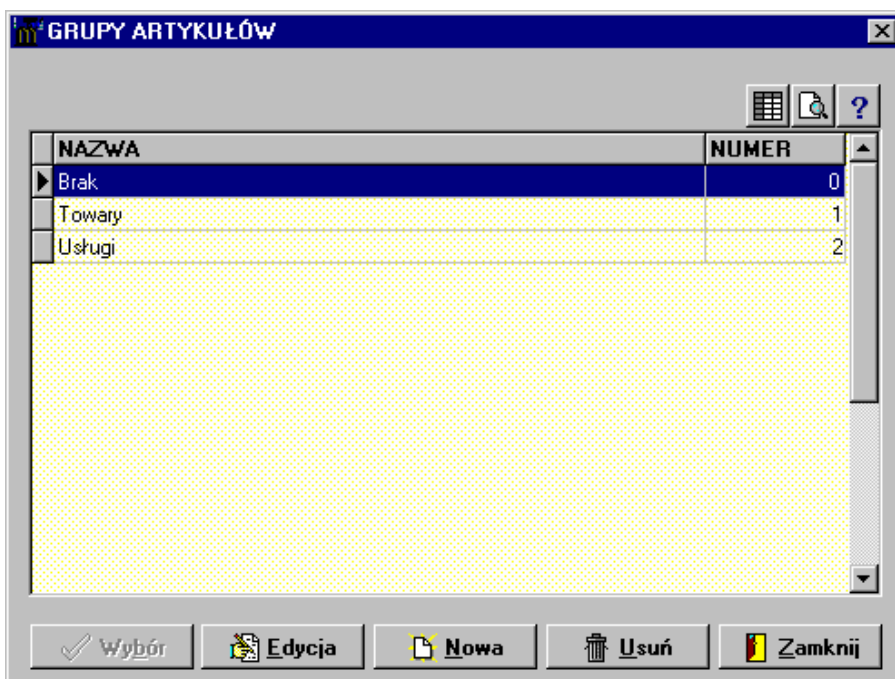 GRUPY ARTYKUŁÓW
?
NAZWA NUMER
Brak 0
Towary 1
Usługi 2
Wybór Edycja Nowa Usuń Zamknij